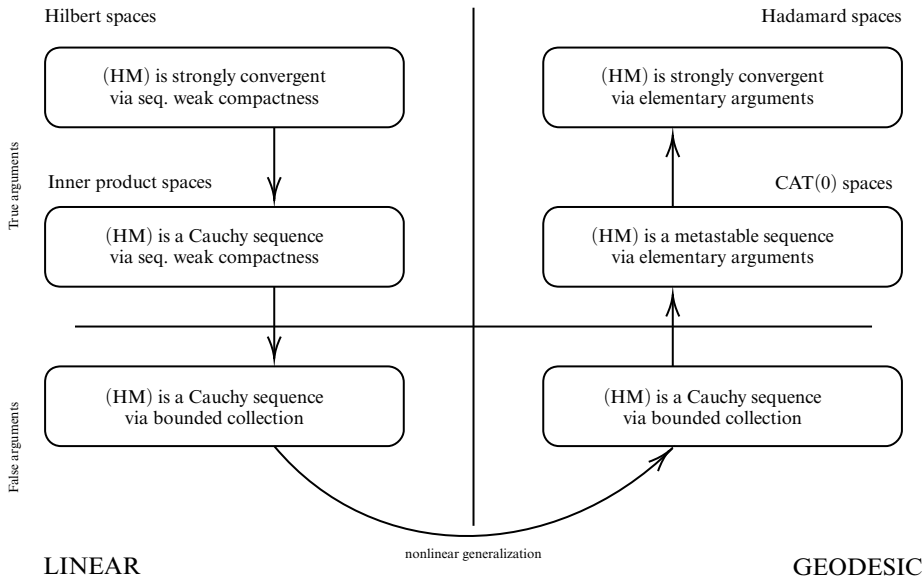 Hilbert spaces
Hadamard spaces
(HM) is strongly convergent
via seq. weak compactness
(HM) is strongly convergent
via elementary arguments
True arguments
Inner product spaces
CAT(0) spaces
(HM) is a Cauchy sequence
via seq. weak compactness
(HM) is a metastable sequence
via elementary arguments
False arguments
(HM) is a Cauchy sequence
via bounded collection
(HM) is a Cauchy sequence
via bounded collection
nonlinear generalization
LINEAR
GEODESIC